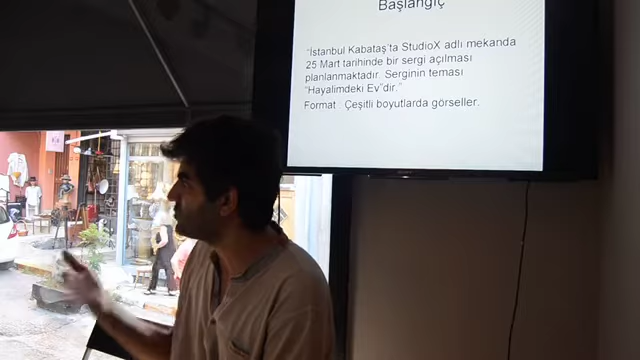 Başlangıç
“İstanbul Kabataş’ta StudioX adlı mekanda
25 Mart tarihinde bir sergi açılması
planlanmaktadır. Serginin teması
“Hayalimdeki Ev”dir.”
Format : Çeşitli boyutlarda görseller.